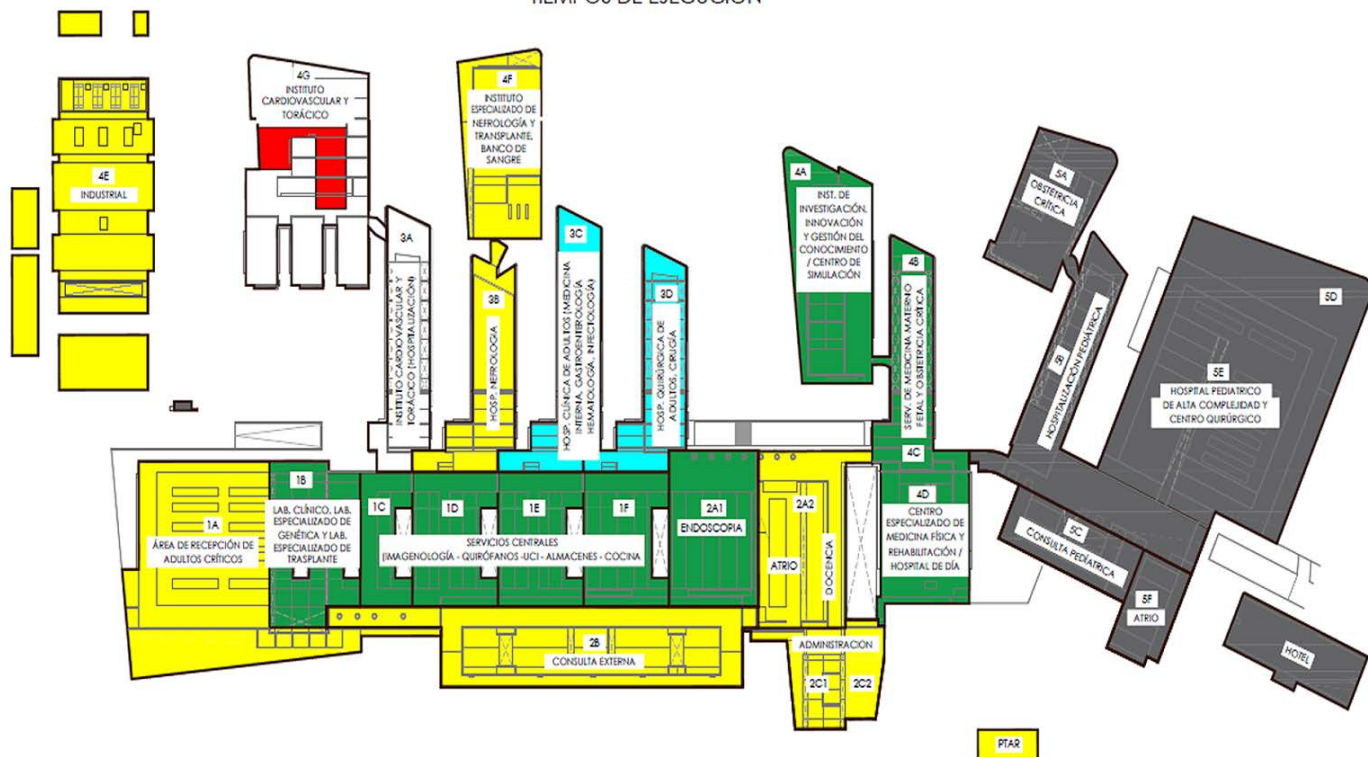 TIEMPOS DE EJECUCIÓN
4G
INSTITUTO
CARDIOVASCULAR Y
TORÁCICO
4F
INSTITUTO
ESPECIALIZADO DE
NEFROLOGÍA Y
TRANSPLANTE,
BANCO DE
SANGRE
4E
INDUSTRIAL
4A
INST. DE
INVESTIGACIÓN,
INNOVACIÓN
Y GESTIÓN DEL
CONOCIMIENTO
/ CENTRO DE
SIMULACIÓN
5A
OBSTETRICIA
CRÍTICA
3A
INSTITUTO CARDIOVASCULAR Y
TORÁCICO (HOSPITALIZACIÓN)
3B
HOSP. NEFROLOGIA
3C
HOSP. CLÍNICA DE ADULTOS (MEDICINA
INTERNA, GASTROENTEROLOGÍA
HEMATOLOGÍA, INFECTOLOGÍA)
3D
HOSP. QUIRÚRGICA DE
ADULTOS, CIRUGÍA
4B
SERV. DE MEDICINA MATERNO
FETAL Y OBSTETRICIA CRÍTICA
5B
HOSPITALIZACIÓN PEDIÁTRICA
5D
5E
HOSPITAL PEDIATRICO
DE ALTA COMPLEJIDAD Y
CENTRO QUIRÚRGICO
1A
ÁREA DE RECEPCIÓN DE
ADULTOS CRÍTICOS
1B
LAB. CLÍNICO, LAB.
ESPECIALIZADO DE
GENÉTICA Y LAB.
ESPECIALIZADO DE
TRASPLANTE
1C
1D
1E
1F
SERVICIOS CENTRALES
(IMAGENOLOGÍA - QUIRÓFANOS -UCI - ALMACENES - COCINA
2A1
ENDOSCOPIA
2A2
ATRIO
DOCENCIA
4C
4D
CENTRO
ESPECIALIZADO DE
MEDICINA FÍSICA Y
REHABILITACIÓN /
HOSPITAL DE DÍA
5C
CONSULTA PEDIÁTRICA
5F
ATRIO
HOTEL
2B
CONSULTA EXTERNA
ADMINISTRACION
2C1
2C2
PTAR